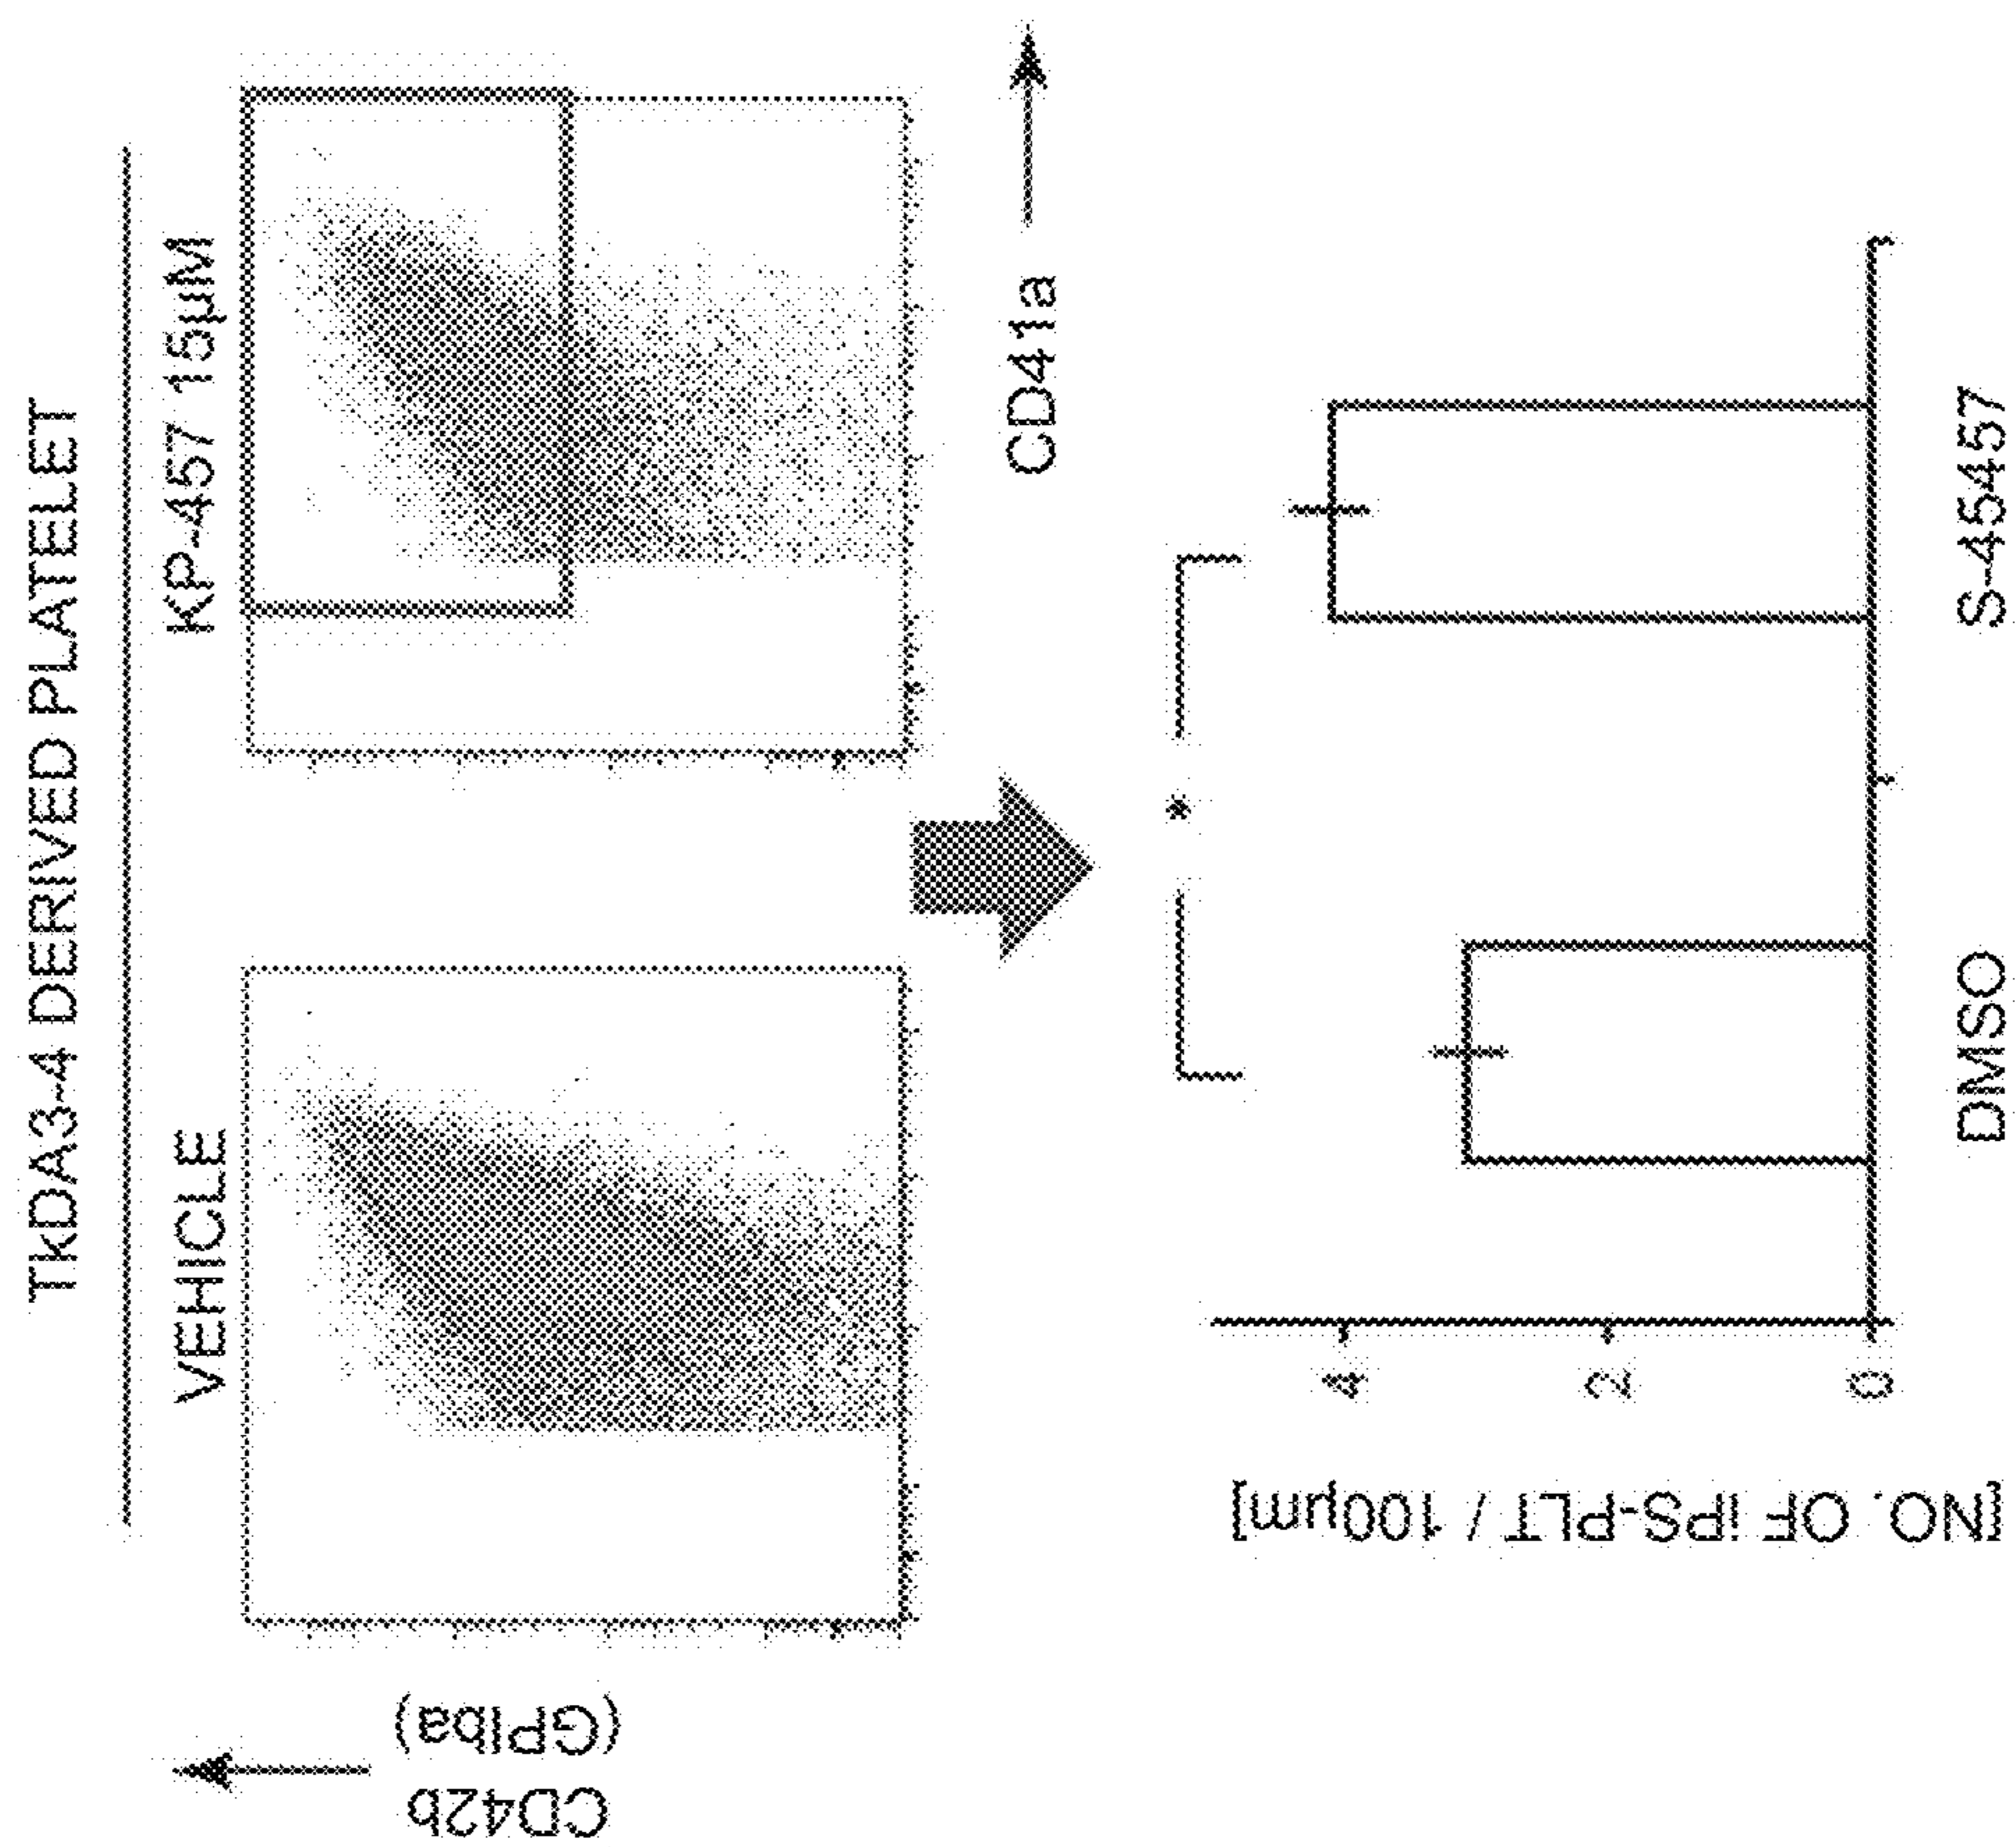 TKDA3-4 DERIVED PLATELET
VEHICLE
KP-457 15µM
CD42b
(GPIba)
CD41a
*
[NO. OF iPS-PLT / 100µm]
4
2
0
DMSO
S-45457